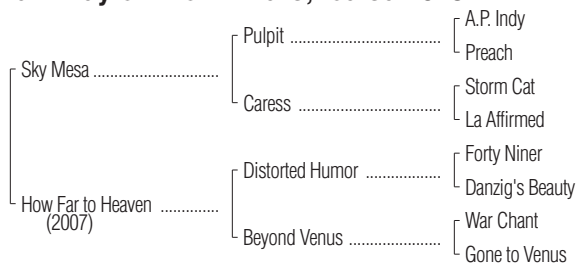 A.P. Indy
Pulpit
Preach
Sky Mesa
Storm Cat
Caress
La Affirmed
Forty Niner
Distorted Humor
Danzig's Beauty
How Far to Heaven
(2007)
War Chant
Beyond Venus
Gone to Venus